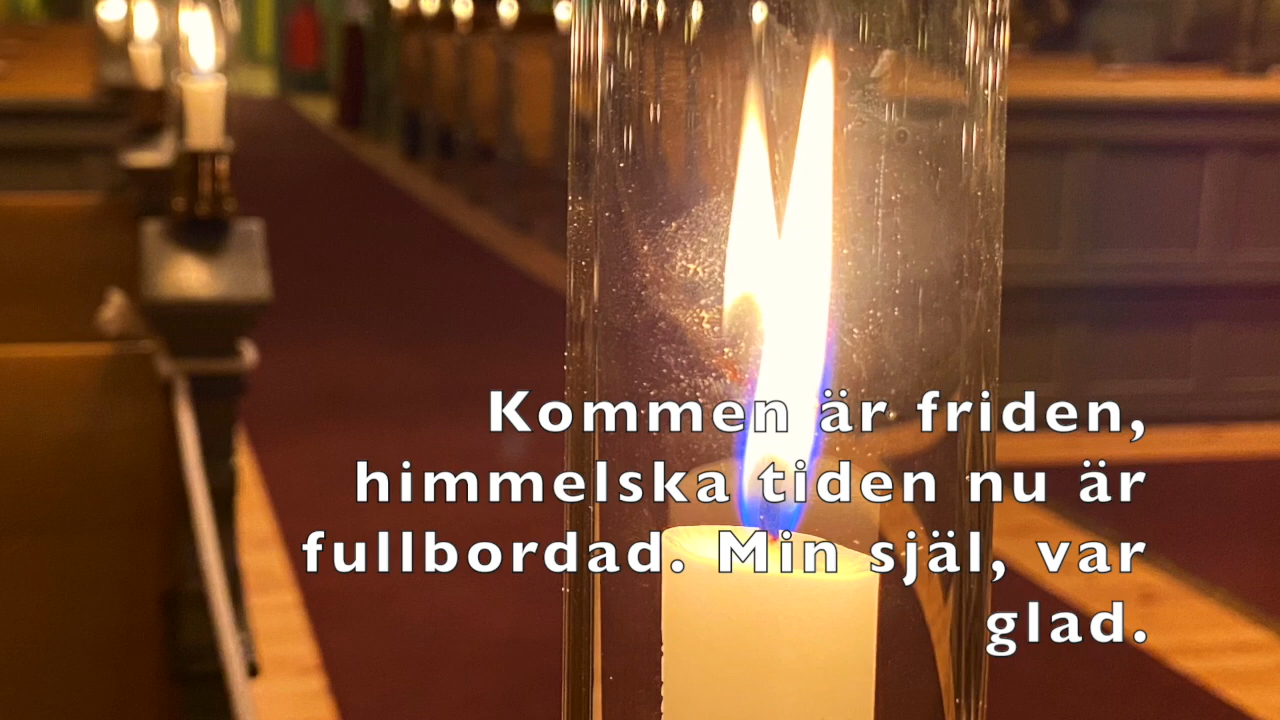 Kommen är friden,
himmelska tiden nu är
fullbordad. Min själ, var
glad.